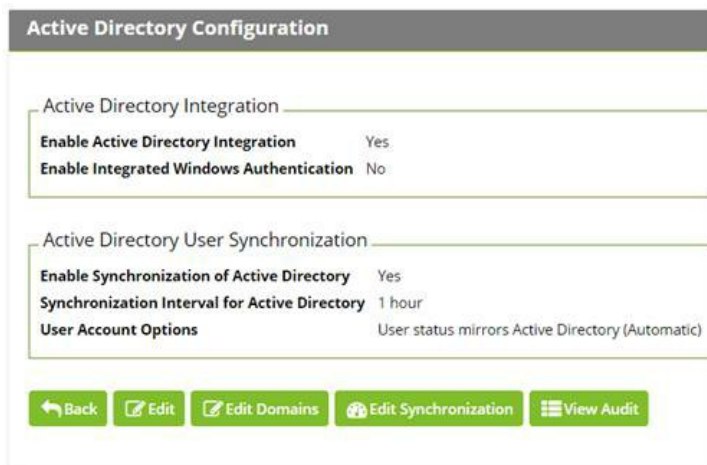 Active Directory Configuration
Active Directory Integration
Enable Active Directory Integration Yes
Enable Integrated Windows Authentication No
Active Directory User Synchronization
Enable Synchronization of Active Directory Yes
Synchronization Interval for Active Directory 1 hour
User Account Options User status mirrors Active Directory (Automatic)
Back Edit Edit Domains Edit Synchronization View Audit